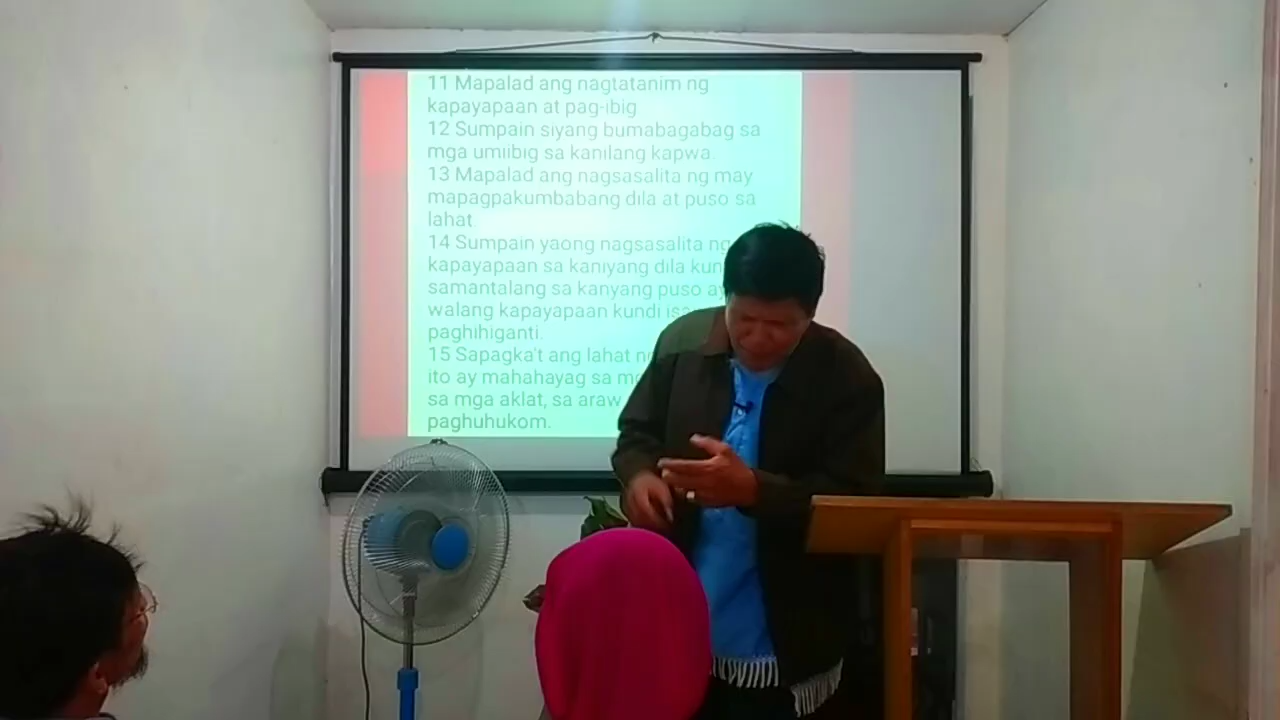 11 Mapalad ang nagtatanim ng
kapayapaan at pag-ibig
12 Sumpain siyang bumabagabag sa
mga umiibig sa kanilang kapwa.
13 Mapalad ang nagsasalita ng may
mapagpakumbabang dila at puso sa
lahat.
14 Sumpain yaong nagsasalita ng
kapayapaan sa kaniyang dila
samantalang sa kanyang puso ay
walang kapayapaan kundi
paghihiganti.
15 Sapagka't ang lahat
ito ay mahahayag sa
sa mga aklat, sa araw
paghuhukom.